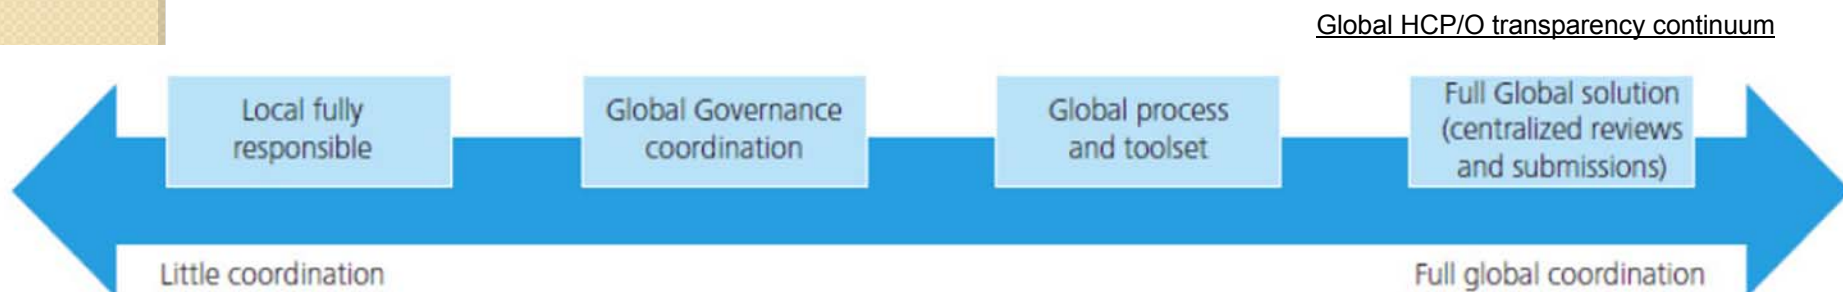 Global HCP/O transparency continuum
Local fully
responsible
Global Governance
coordination
Global process
and toolset
Full Global solution
(centralized reviews
and submissions)
Little coordination
Full global coordination